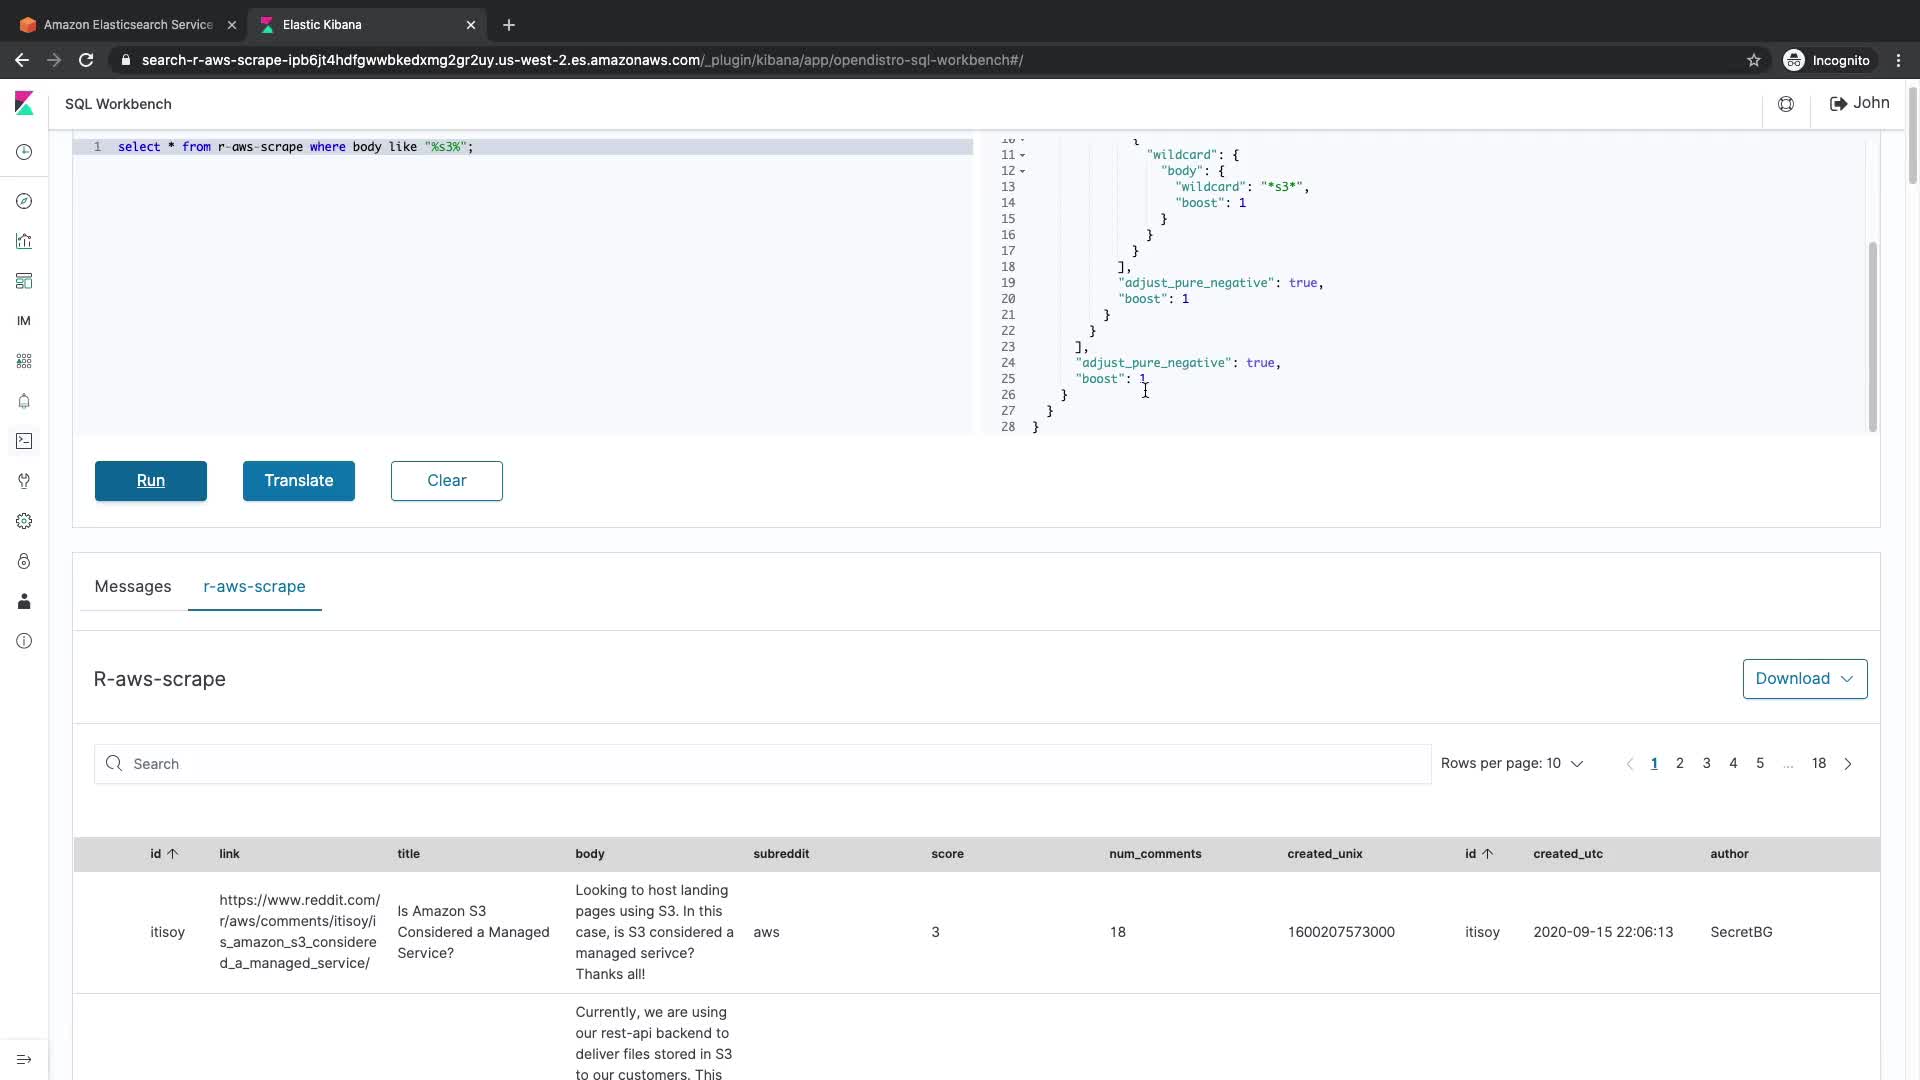 Amazon Elasticsearch Service
Elastic Kibana
search-r-aws-scrape-ipb6jt4hdfgwwbkedxmg2gr2uy.us-west-2.es.amazonaws.com/_plugin/kibana/app/opendistro-sql-workbench#/
Incognito
SQL Workbench
John
IM
1 select * from r-aws-scrape where body like "%s3%";
10 {
11 "wildcard": {
12 "body": {
13 "wildcard": "*s3*",
14 "boost": 1
15 }
16 }
17 }
18 ],
19 "adjust_pure_negative": true,
20 "boost": 1
21 }
22 }
23 ],
24 "adjust_pure_negative": true,
25 "boost": 1
26 }
27 }
28 }
Run
Translate
Clear
Messages
r-aws-scrape
R-aws-scrape
Download
Search
Rows per page: 10
1 2 3 4 5 ... 18
id link title body subreddit score num_comments created_unix id created_utc author
itisoy
https://www.reddit.com/
r/aws/comments/itisoy/i
s_amazon_s3_considere
d_a_managed_service/
Is Amazon S3
Considered a Managed
Service?
Looking to host landing
pages using S3. In this
case, is S3 considered a
managed serivce?
Thanks all!
aws
3
18
1600207573000
itisoy
2020-09-15 22:06:13
SecretBG
Currently, we are using
our rest-api backend to
deliver files stored in S3
to our customers. This